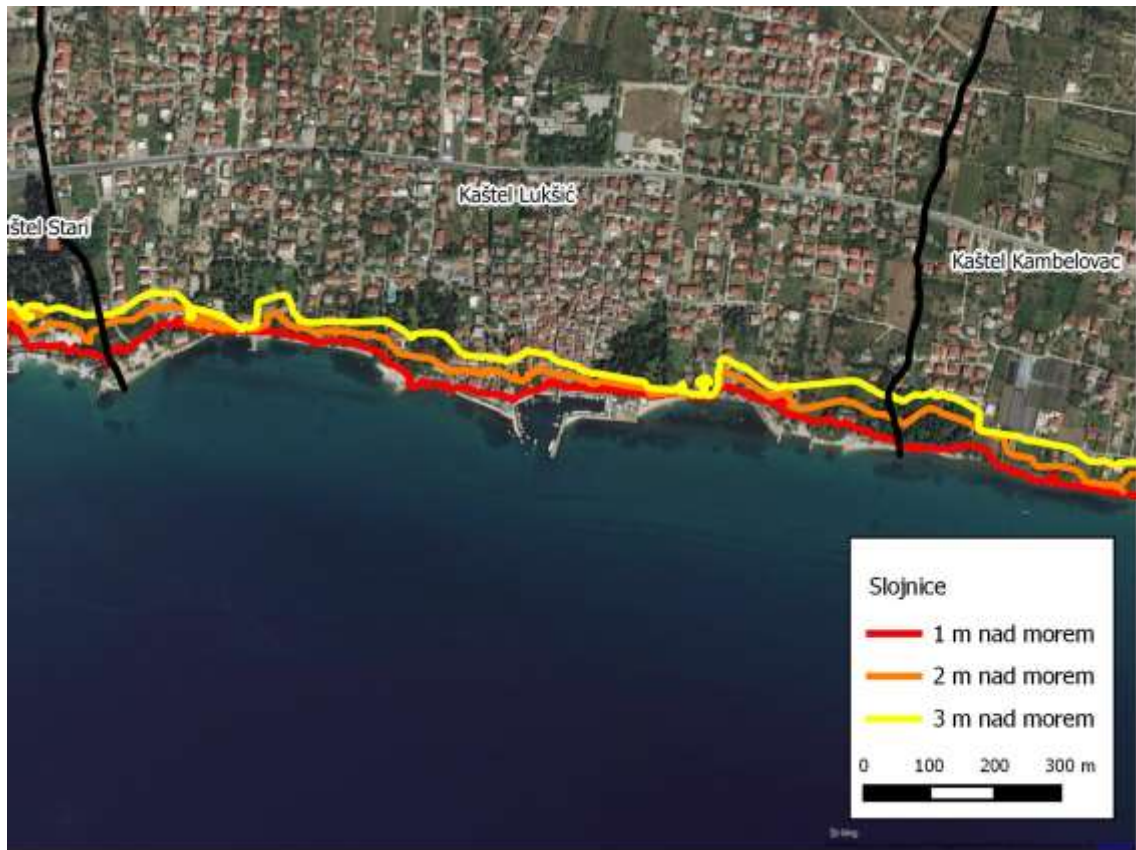 Kaštel Lukšić
aštel Stari
Kaštel Kambelovac
Slojnice
1 m nad morem
2 m nad morem
3 m nad morem
0 100 200 300 m